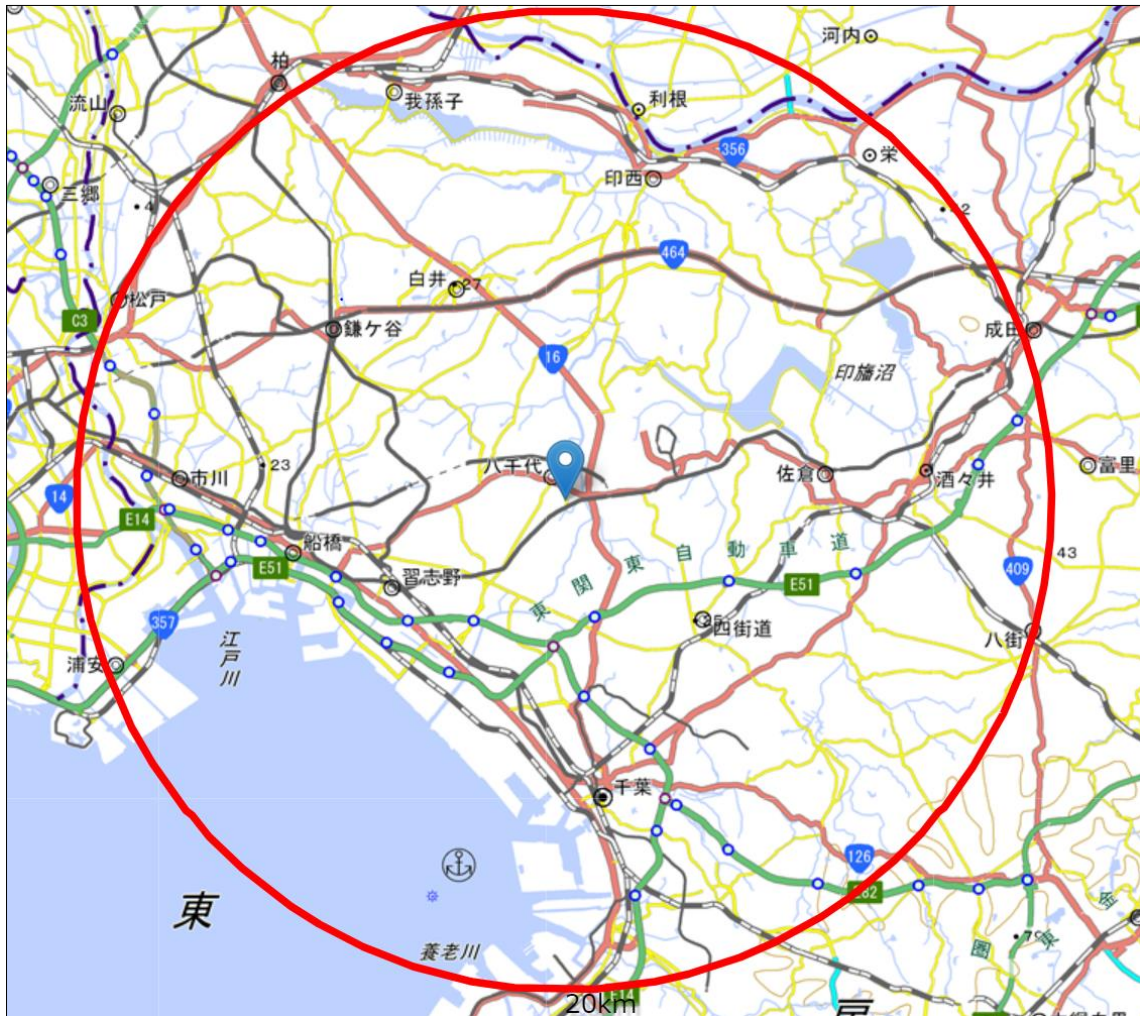 河内
柏
流山
我孫子
利根
356
栄
三郷
4
印西
464
白井
27
松戸
C3
鎌ケ谷
成田
16
印旛沼
八千代
23
市川
佐倉
酒々井
富里
14
E14
船橋
E51
習志野
東関東自動車道
E51
43
409
357
江戸川
四街道
八街
浦安
千葉
126
東
養老川
圏
東
金
20km